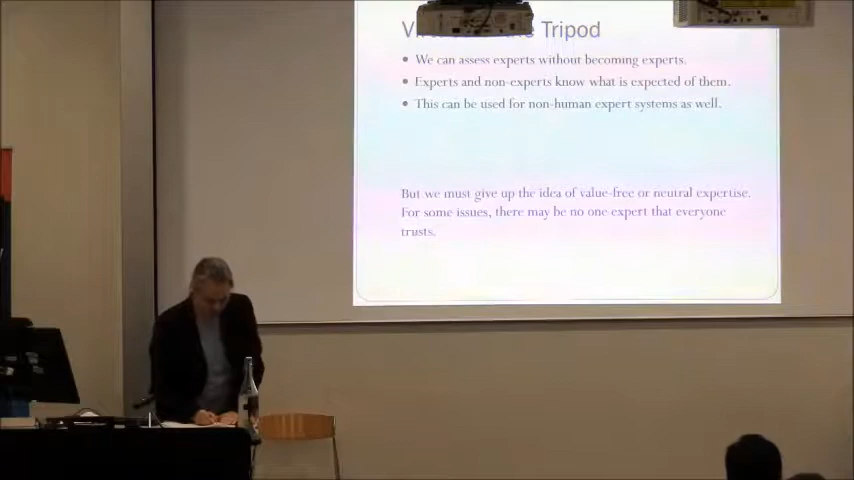 Tripod
• We can assess experts without becoming experts.
• Experts and non-experts know what is expected of them.
• This can be used for non-human expert systems as well.
But we must give up the idea of value-free or neutral expertise.
For some issues, there may be no one expert that everyone
trusts.